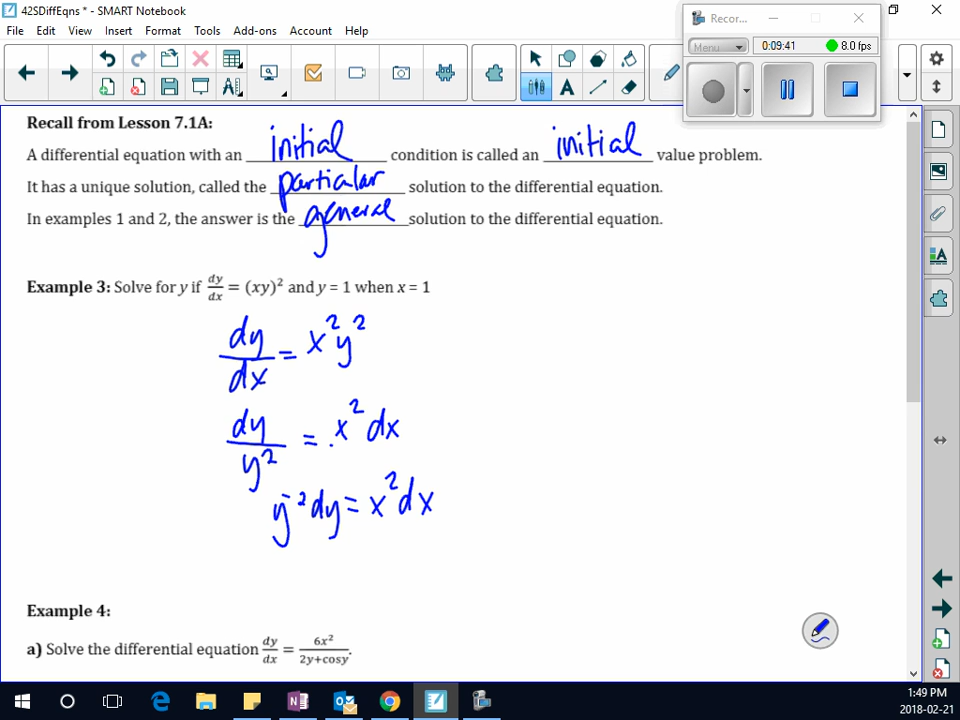 42SDiffEqns * - SMART Notebook
Recor...
File Edit View Insert Format Tools Add-ons Account Help
Menu
0:09:41
8.0 fps
Recall from Lesson 7.1A:
A differential equation with an initial condition is called an initial value problem.
It has a unique solution, called the particular solution to the differential equation.
In examples 1 and 2, the answer is the general solution to the differential equation.
Example 3: Solve for y if dy/dx = (xy)² and y = 1 when x = 1
dy/dx = x²y²
dy/y² = x² dx
y⁻² dy = x² dx
Example 4:
a) Solve the differential equation dy/dx = 6x²/2y+cosy.
1:49 PM
2018-02-21